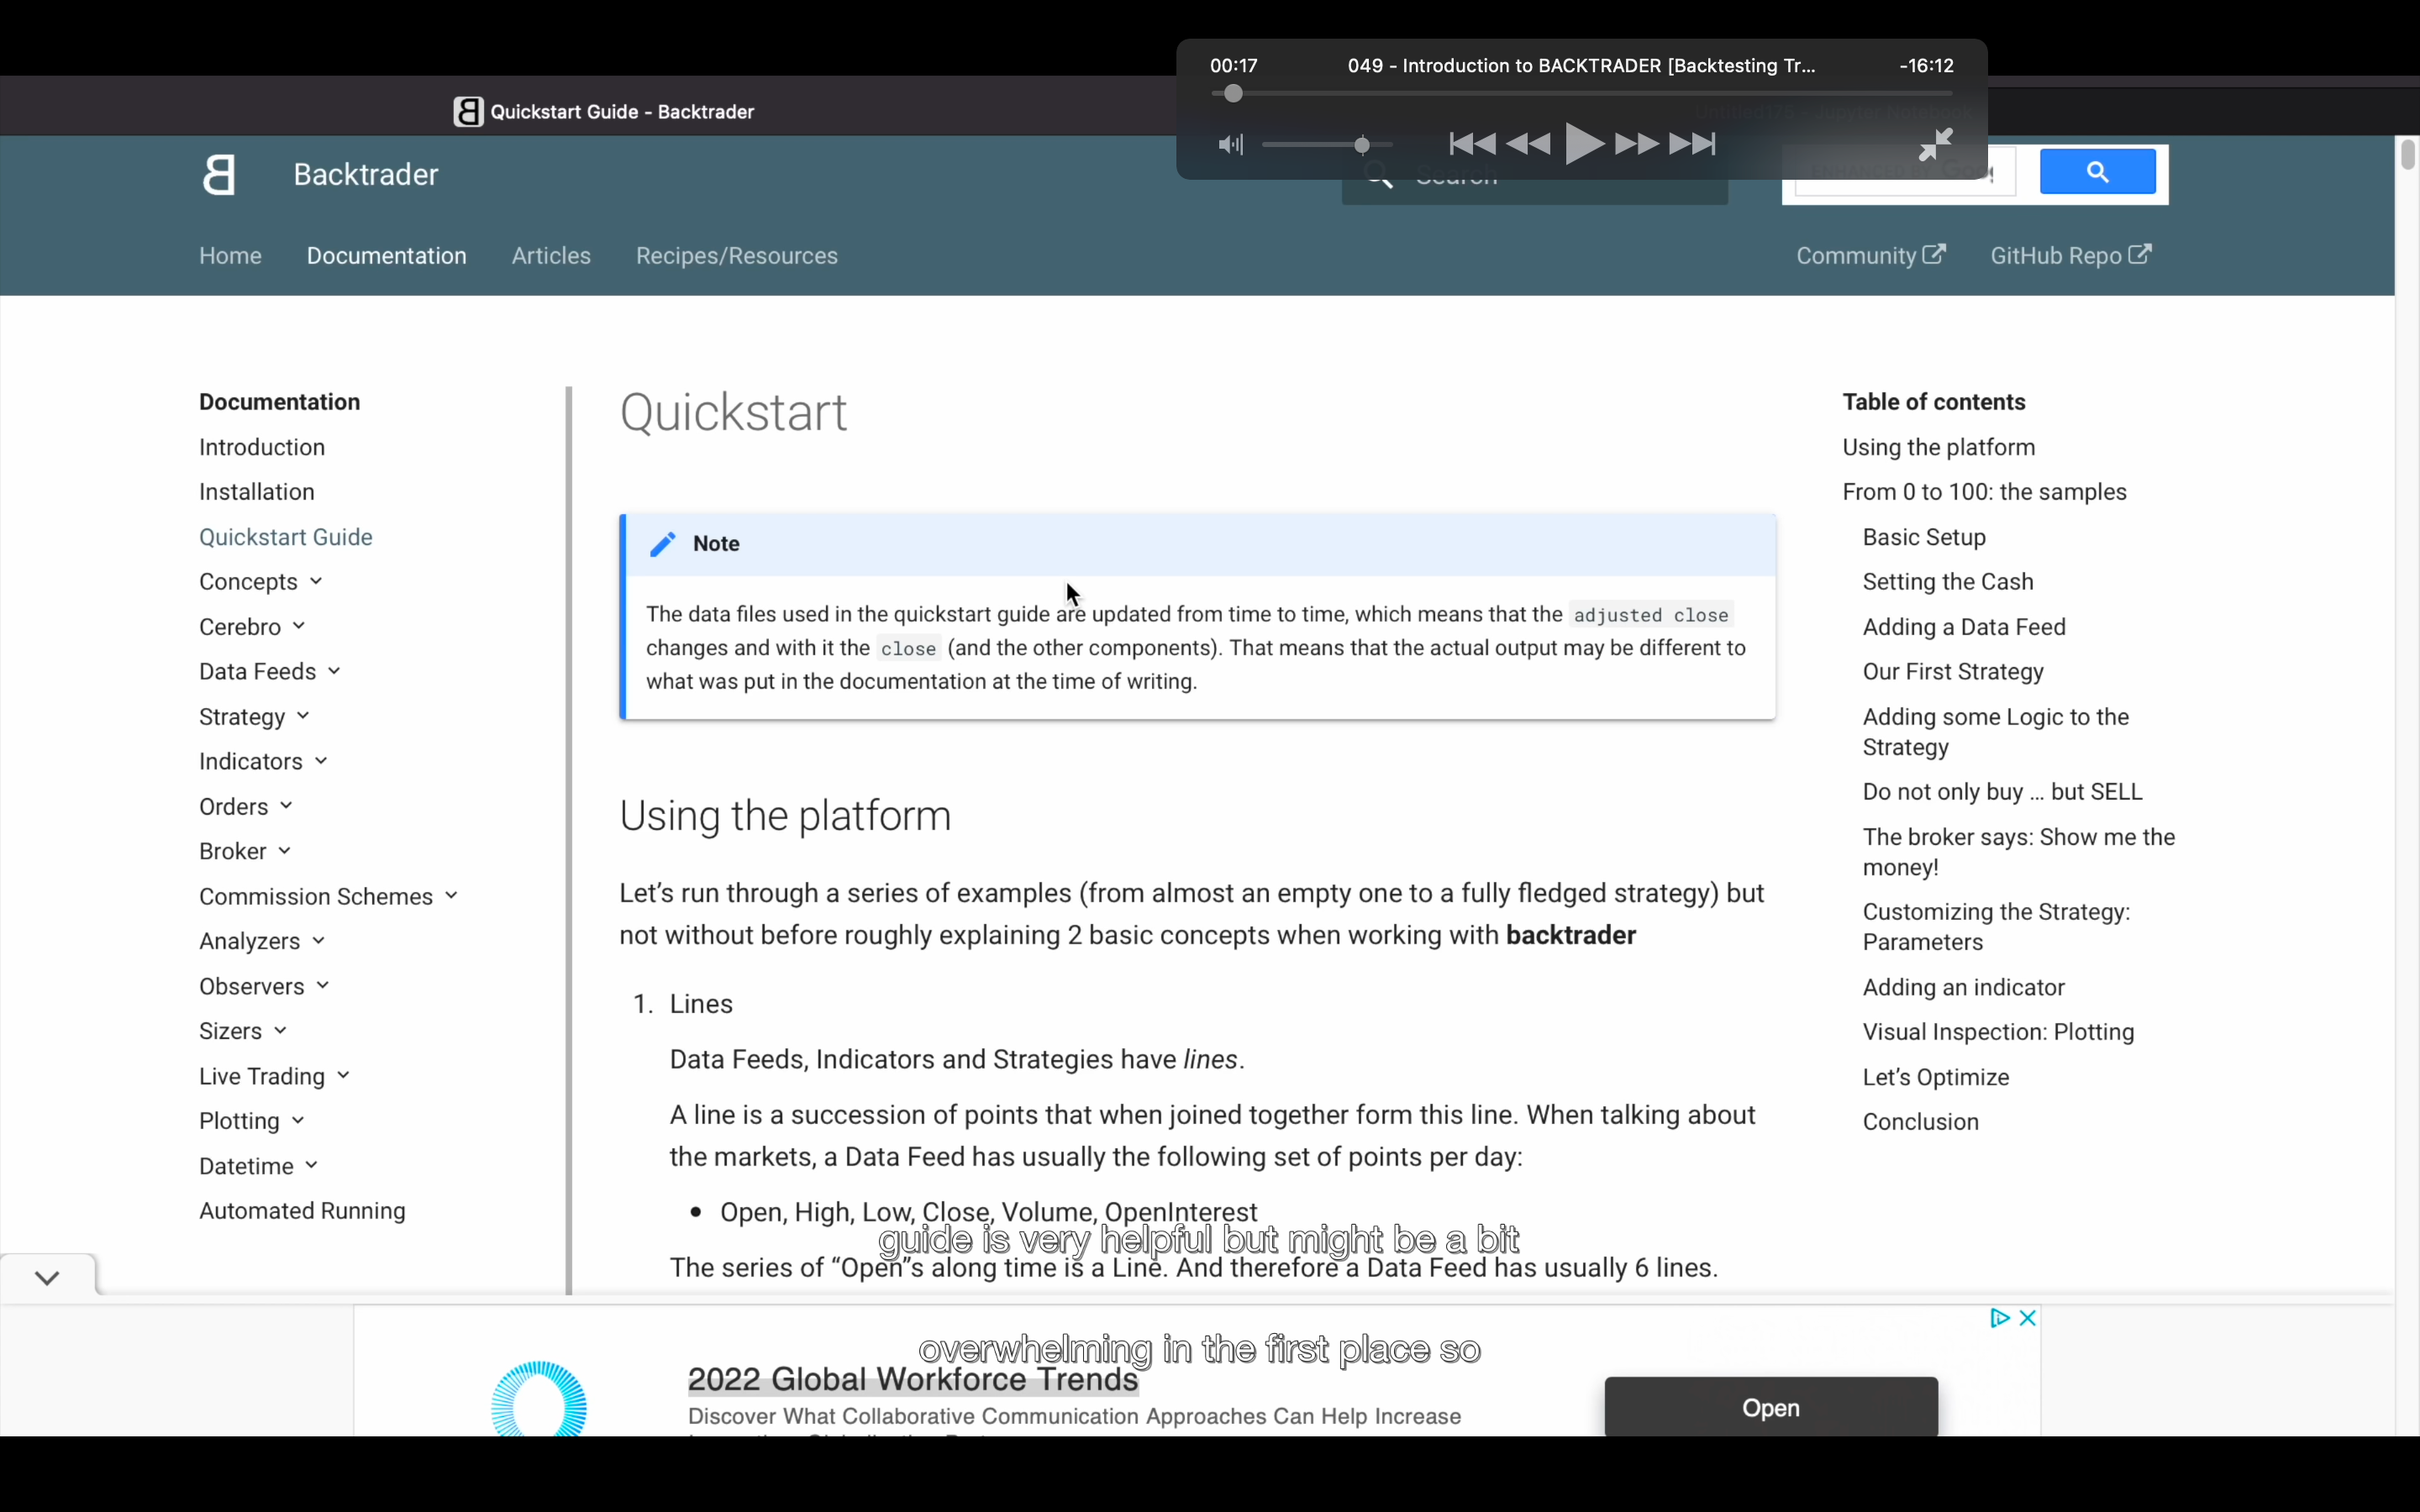 00:17
049 - Introduction to BACKTRADER [Backtesting Tr...
-16:12
Quickstart Guide - Backtrader
Backtrader
Search
Home
Documentation
Articles
Recipes/Resources
Community
GitHub Repo
Documentation
Introduction
Installation
Quickstart Guide
Concepts
Cerebro
Data Feeds
Strategy
Indicators
Orders
Broker
Commission Schemes
Analyzers
Observers
Sizers
Live Trading
Plotting
Datetime
Automated Running
Quickstart
Note
The data files used in the quickstart guide are updated from time to time, which means that the adjusted close
changes and with it the close (and the other components). That means that the actual output may be different to
what was put in the documentation at the time of writing.
Using the platform
Let's run through a series of examples (from almost an empty one to a fully fledged strategy) but
not without before roughly explaining 2 basic concepts when working with backtrader
1. Lines
Data Feeds, Indicators and Strategies have lines.
A line is a succession of points that when joined together form this line. When talking about
the markets, a Data Feed has usually the following set of points per day:
• Open, High, Low, Close, Volume, OpenInterest
guide is very helpful but might be a bit
The series of “Open”s along time is a Line. And therefore a Data Feed has usually 6 lines.
overwhelming in the first place so
Table of contents
Using the platform
From 0 to 100: the samples
Basic Setup
Setting the Cash
Adding a Data Feed
Our First Strategy
Adding some Logic to the
Strategy
Do not only buy … but SELL
The broker says: Show me the
money!
Customizing the Strategy:
Parameters
Adding an indicator
Visual Inspection: Plotting
Let's Optimize
Conclusion
2022 Global Workforce Trends
Discover What Collaborative Communication Approaches Can Help Increase
Open